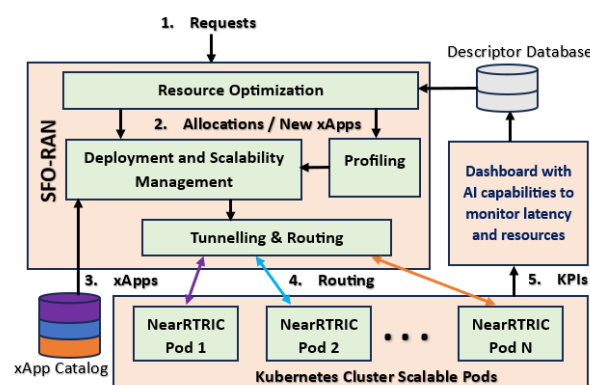 1. Requests
Descriptor Database
Resource Optimization
2. Allocations / New xApps
SFO-RAN
Deployment and Scalability
Management
Profiling
Dashboard with
AI capabilities to
monitor latency
and resources
Tunnelling & Routing
3. xApps
4. Routing
5. KPIs
NearRTRIC
Pod 1
NearRTRIC
Pod 2
• • •
NearRTRIC
Pod N
xApp Catalog
Kubernetes Cluster Scalable Pods